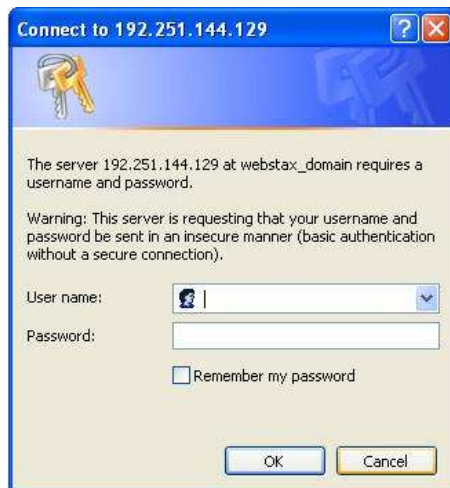 Connect to 192.251.144.129
The server 192.251.144.129 at webstax_domain requires a
username and password.
Warning: This server is requesting that your username and
password be sent in an insecure manner (basic authentication
without a secure connection).
User name:
Password:
Remember my password
OK Cancel